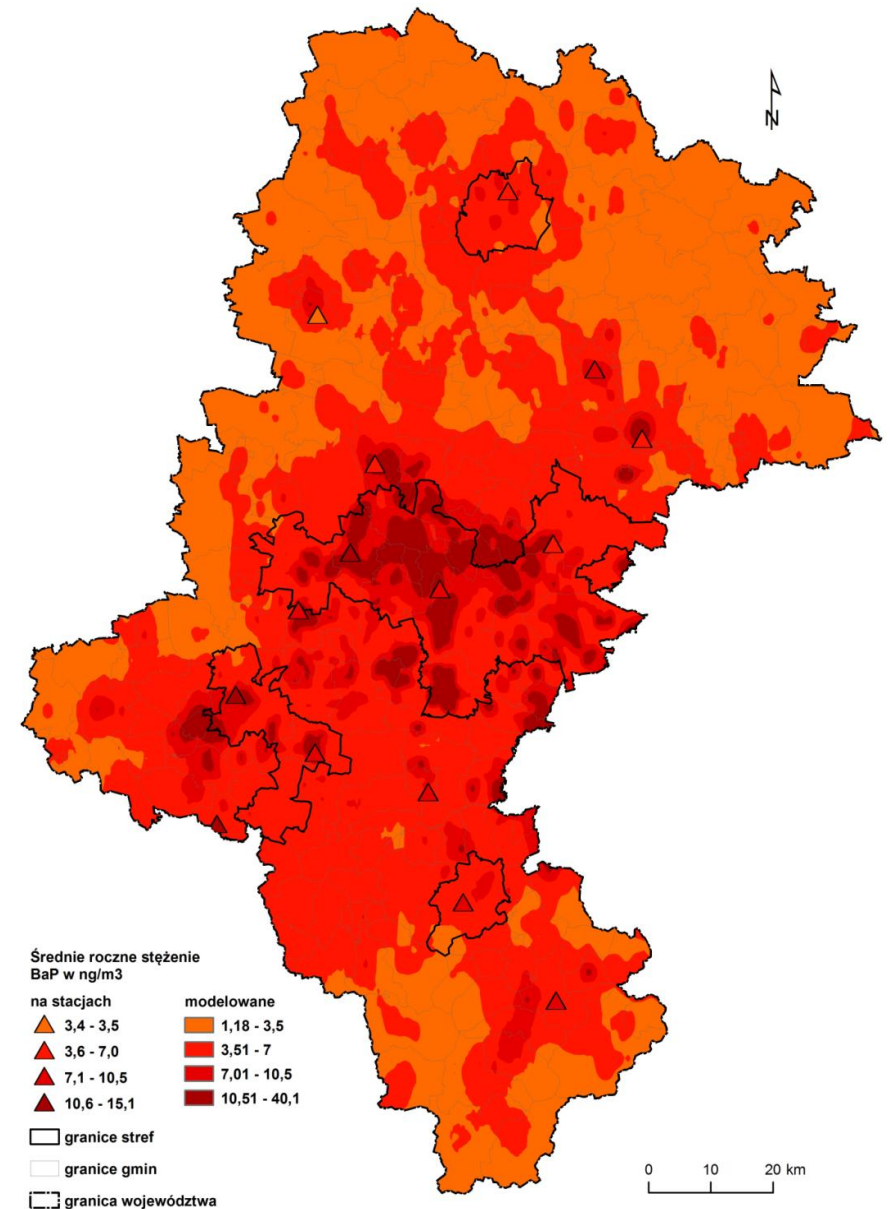 N
Średnie roczne stężenie
BaP w ng/m3
na stacjach
3,4 - 3,5
3,6 - 7,0
7,1 - 10,5
10,6 - 15,1
modelowane
1,18 - 3,5
3,51 - 7
7,01 - 10,5
10,51 - 40,1
granice stref
granice gmin
granica województwa
0 10 20 km